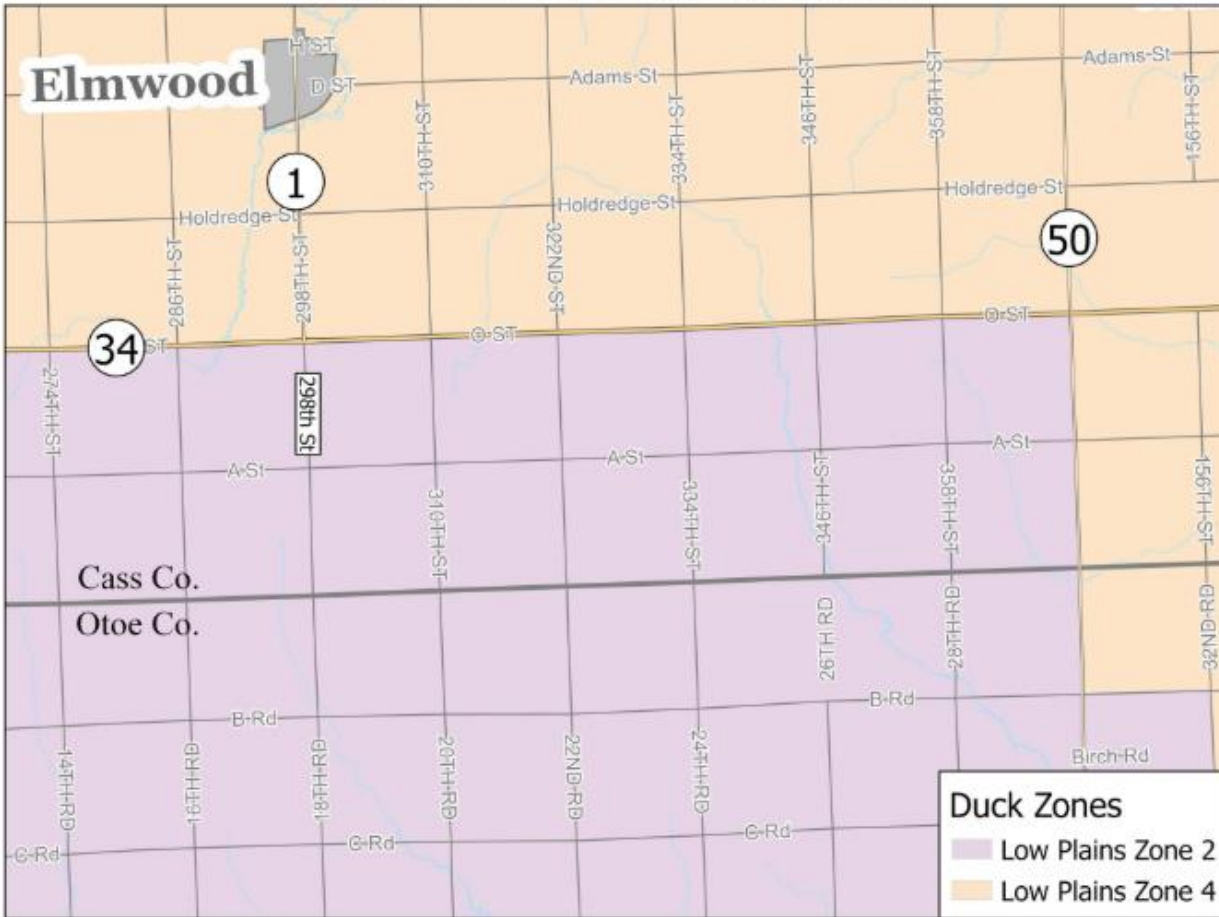 H ST
Elmwood
D ST
Adams St
Adams St
310TH ST
334TH ST
346TH ST
358TH ST
156TH ST
1
Holdredge St
Holdredge St
Holdredge St
50
286TH ST
298TH ST
322ND ST
34
ST
O ST
O ST
274TH ST
298th St
A St
A St
A St
310TH ST
334TH ST
346TH ST
358TH ST
156TH ST
Cass Co.
Otoe Co.
26TH RD
28TH RD
32ND RD
B Rd
B Rd
14TH RD
16TH RD
18TH RD
20TH RD
22ND RD
24TH RD
Birch Rd
C Rd
C Rd
C Rd
Duck Zones
Low Plains Zone 2
Low Plains Zone 4